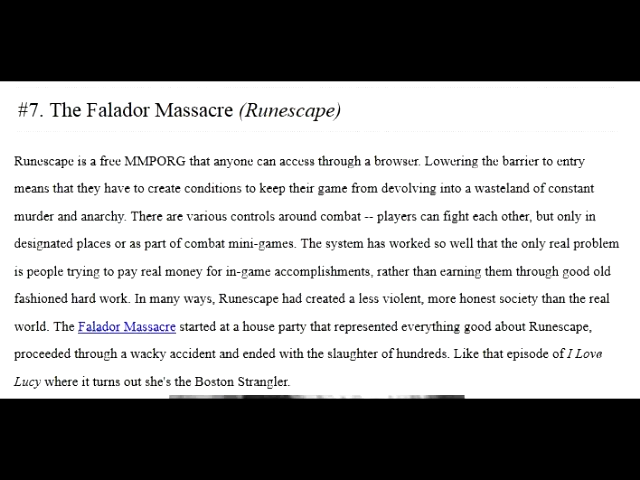 #7. The Falador Massacre (Runescape)
Runescape is a free MMPORG that anyone can access through a browser. Lowering the barrier to entry
means that they have to create conditions to keep their game from devolving into a wasteland of constant
murder and anarchy. There are various controls around combat -- players can fight each other, but only in
designated places or as part of combat mini-games. The system has worked so well that the only real problem
is people trying to pay real money for in-game accomplishments, rather than earning them through good old
fashioned hard work. In many ways, Runescape had created a less violent, more honest society than the real
world. The Falador Massacre started at a house party that represented everything good about Runescape,
proceeded through a wacky accident and ended with the slaughter of hundreds. Like that episode of I Love
Lucy where it turns out she's the Boston Strangler.